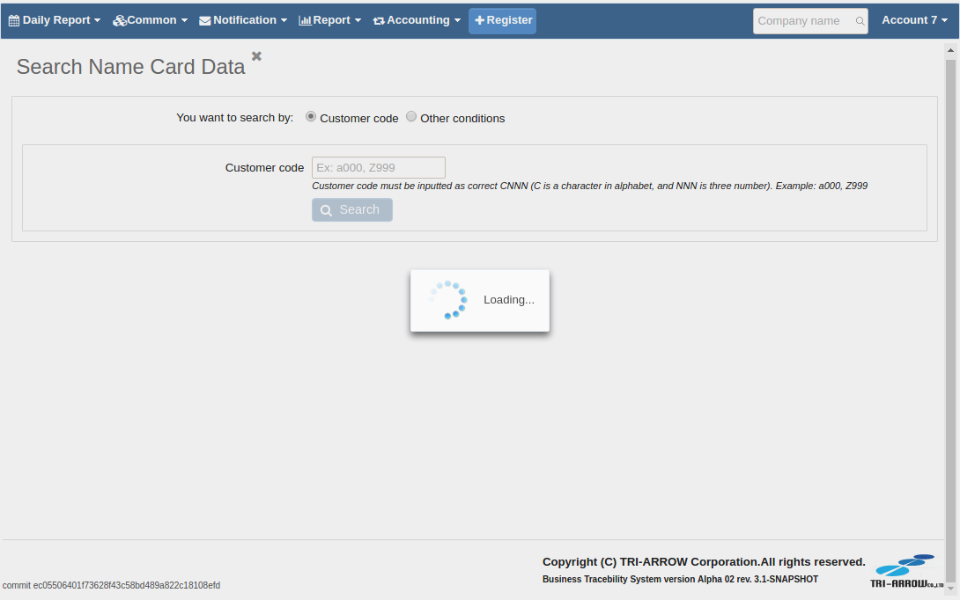 Daily Report Common Notification Report Accounting Register Company name Account 7
Search Name Card Data
You want to search by: Customer code Other conditions
Customer code Ex: a000, Z999
Customer code must be inputted as correct CNNN (C is a character in alphabet, and NNN is three number). Example: a000, Z999
Search
Loading...
Copyright (C) TRI-ARROW Corporation.All rights reserved.
Business Tracebility System version Alpha 02 rev. 3.1-SNAPSHOT
TRI-ARROW CO.,LTD
commit ec05506401f73628f43c58bd489a822c18108efd